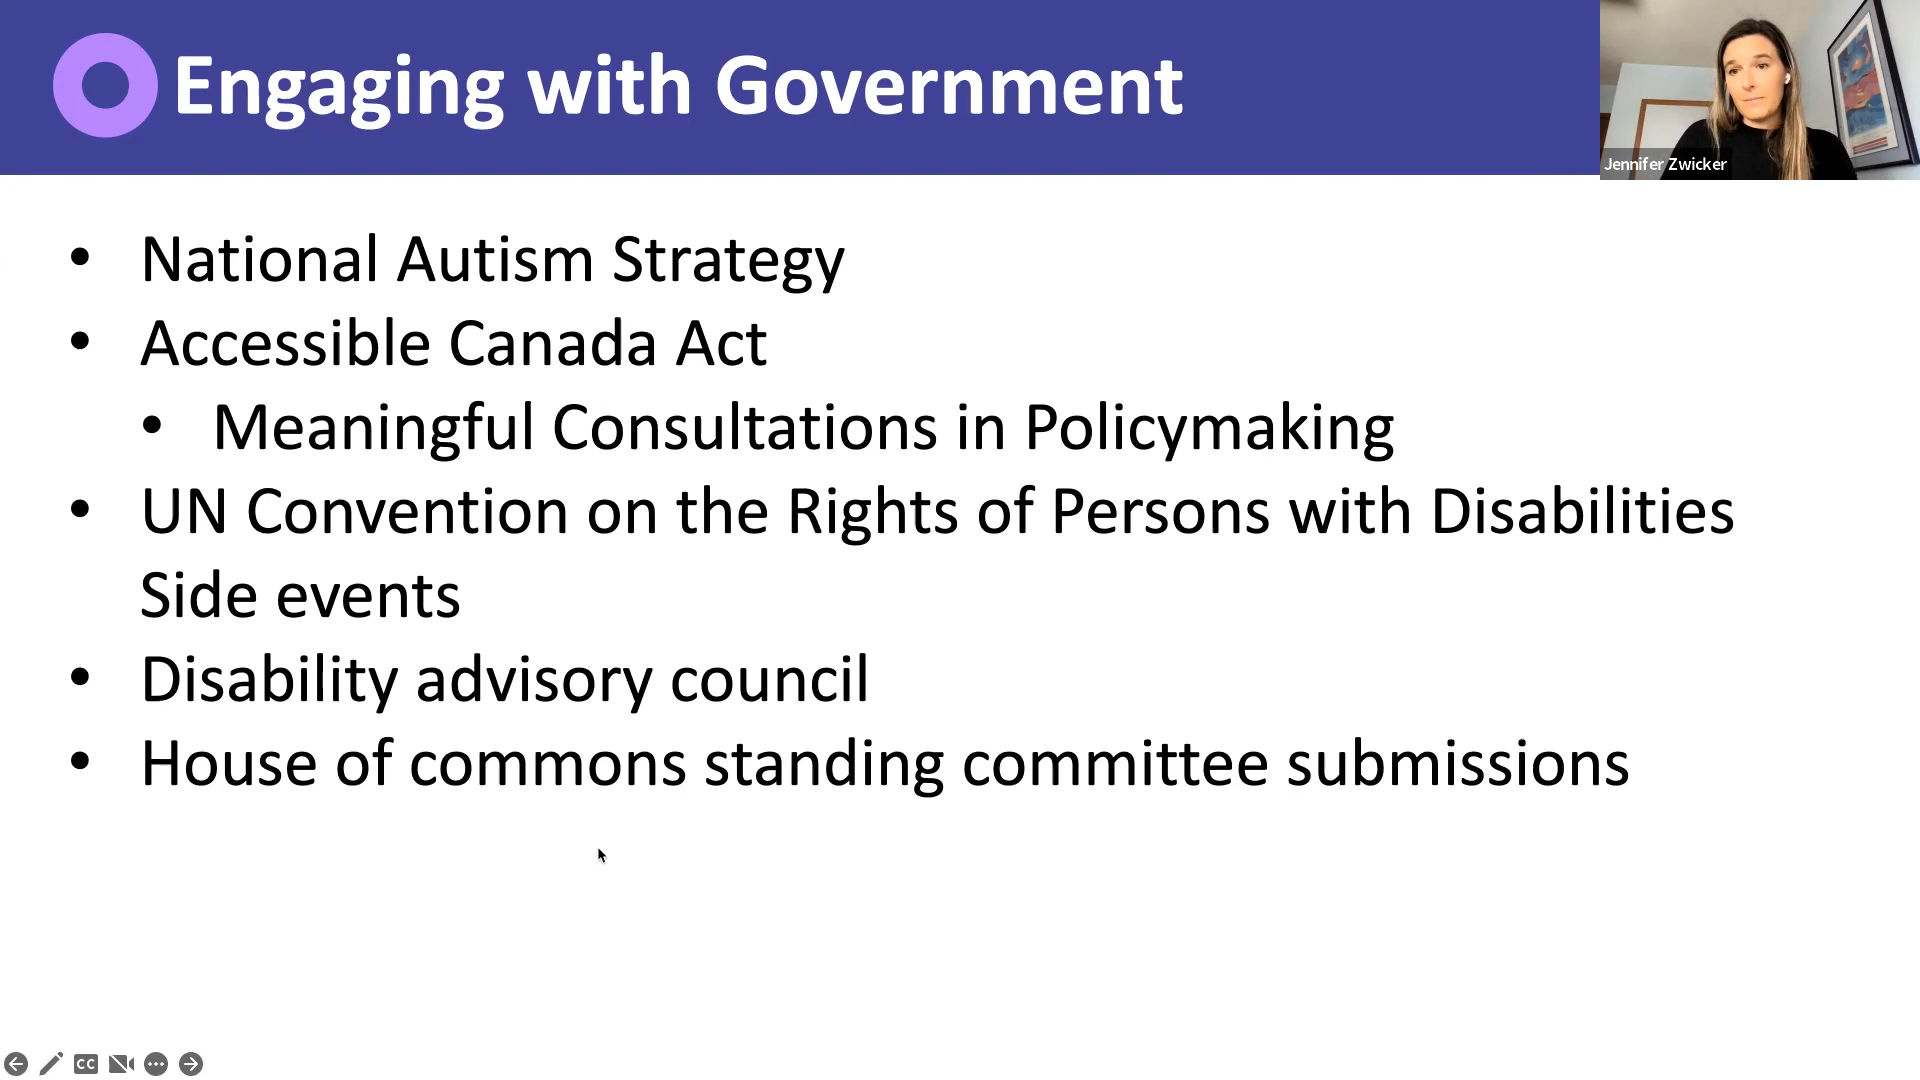 Engaging with Government
Jennifer Zwicker
• National Autism Strategy
• Accessible Canada Act
• Meaningful Consultations in Policymaking
• UN Convention on the Rights of Persons with Disabilities
Side events
• Disability advisory council
• House of commons standing committee submissions
CC